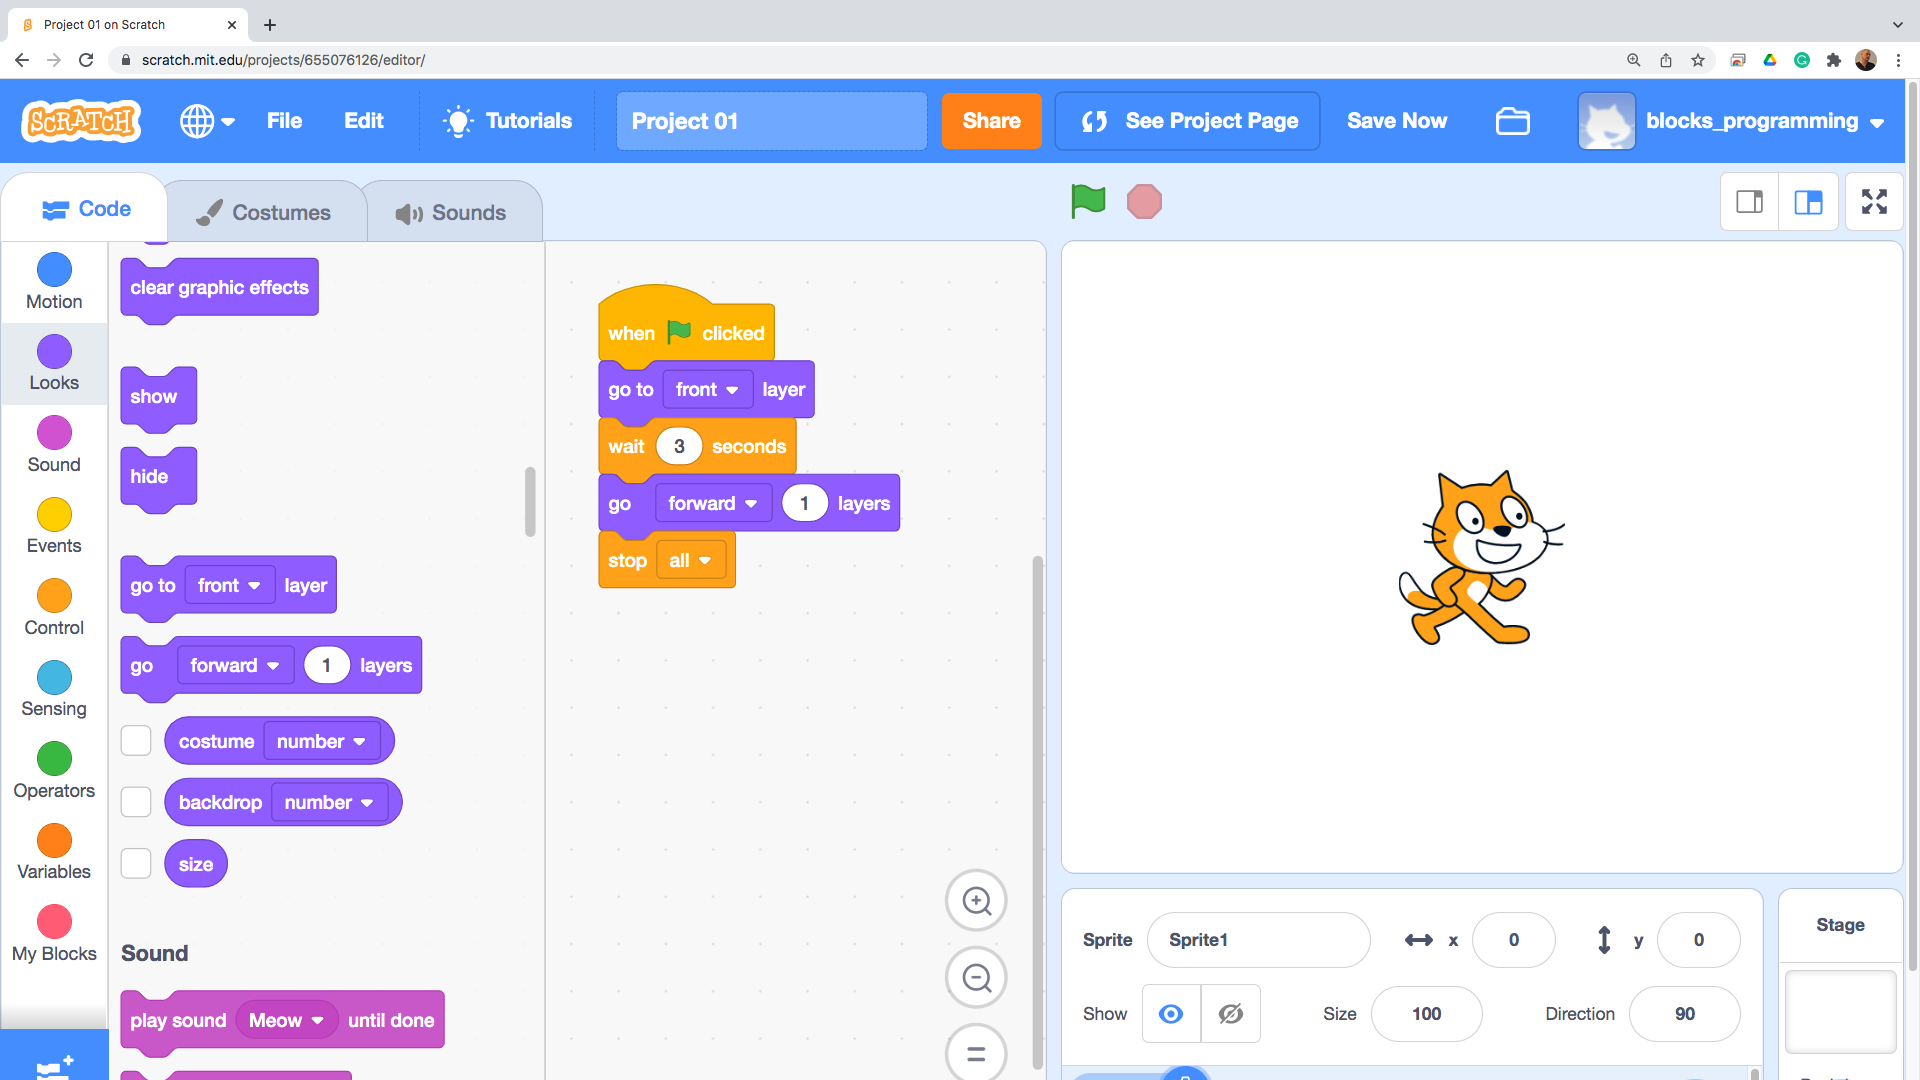 Project 01 on Scratch
scratch.mit.edu/projects/655076126/editor/
SCRATCH
File
Edit
Tutorials
Project 01
Share
See Project Page
Save Now
blocks_programming
Code
Costumes
Sounds
Motion
Looks
Sound
Events
Control
Sensing
Operators
Variables
My Blocks
clear graphic effects
show
hide
go to front layer
go forward 1 layers
costume number
backdrop number
size
Sound
play sound Meow until done
when clicked
go to front layer
wait 3 seconds
go forward 1 layers
stop all
Sprite Sprite1 x 0 y 0
Show Size 100 Direction 90
Stage